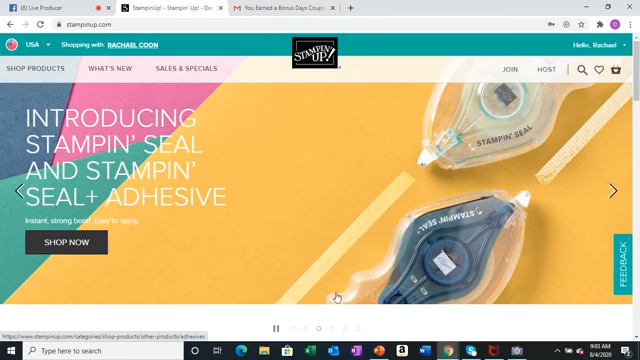 (8) Live Producer
StampinUp! - Stampin' Up! - De
You Earned a Bonus Days Coup
stampinup.com
USA
Shopping with: RACHAEL COON
STAMPIN' UP!
Hello, Rachael
SHOP PRODUCTS
WHAT'S NEW
SALES & SPECIALS
JOIN
HOST
INTRODUCING
STAMPIN' SEAL
AND STAMPIN'
SEAL+ ADHESIVE
Instant, strong bond. Easy to apply.
SHOP NOW
STAMPIN' SEAL
STAMPIN' SEAL+
FEEDBACK
https://www.stampinup.com/categories/shop-products/other-products/adhesives
Type here to search
9:03 AM
8/4/2020